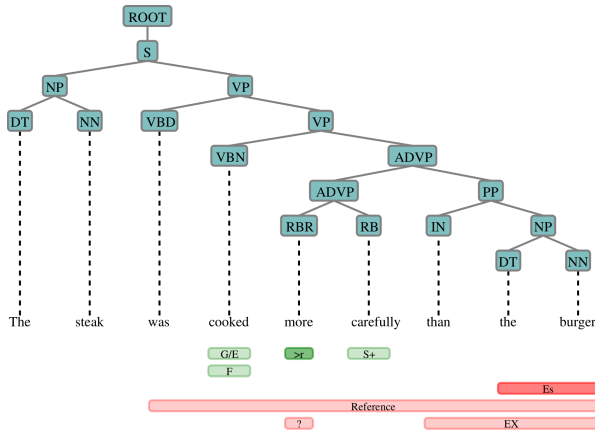 ROOT
S
NP VP
DT NN VBD VP
VBN ADVP
ADVP PP
RBR RB IN NP
DT NN
The steak was cooked more carefully than the burger
G/E >r S+
F
Es
Reference
? EX